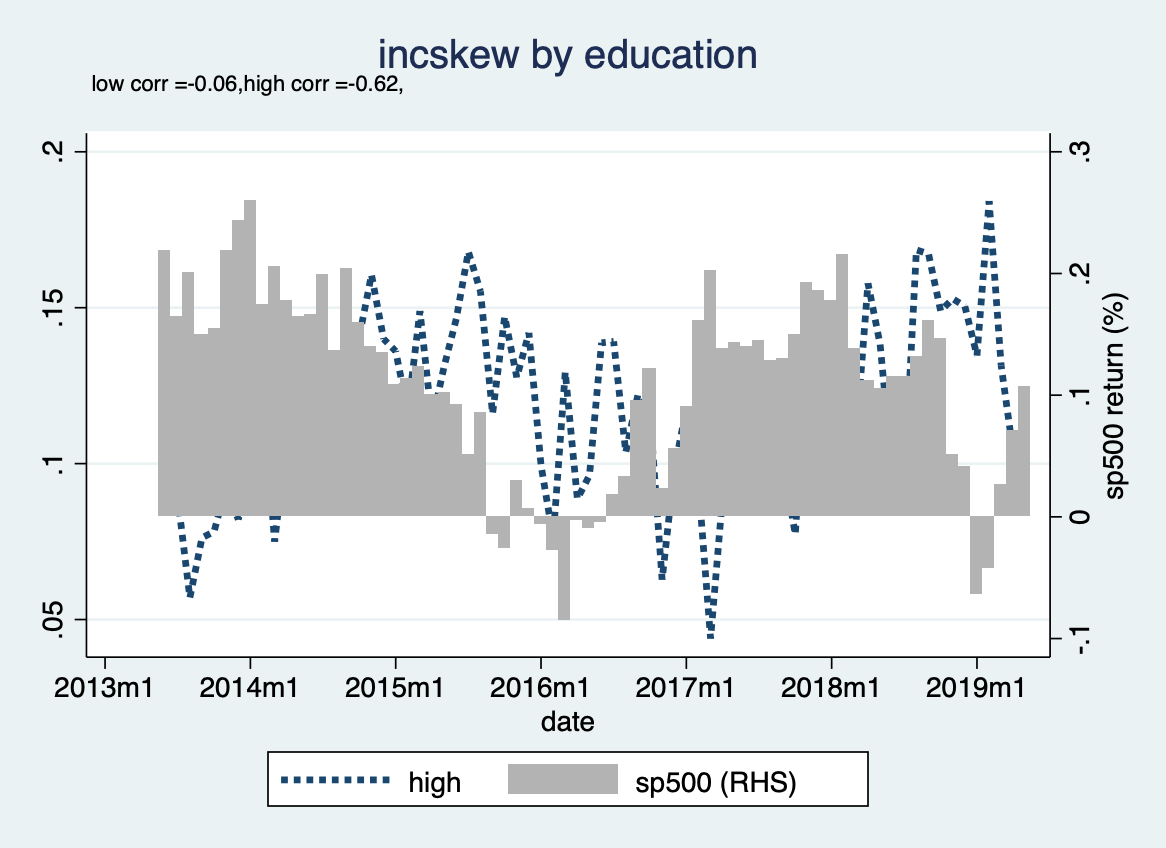 incskew by education
low corr =-0.06,high corr =-0.62,
.2
.15
.1
.05
.3
.2
.1
0
-.1
sp500 return (%)
2013m1 2014m1 2015m1 2016m1 2017m1 2018m1 2019m1
date
high sp500 (RHS)